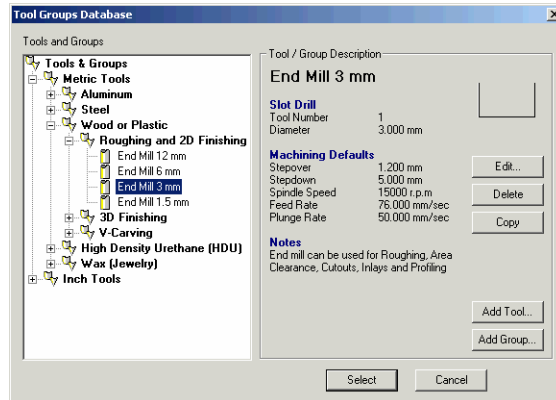 Tool Groups Database
Tools and Groups
Tools & Groups
Metric Tools
Aluminum
Steel
Wood or Plastic
Roughing and 2D Finishing
End Mill 12 mm
End Mill 6 mm
End Mill 3 mm
End Mill 1.5 mm
3D Finishing
V-Carving
High Density Urethane (HDU)
Wax (Jewelry)
Inch Tools
Tool / Group Description
End Mill 3 mm
Slot Drill
Tool Number 1
Diameter 3.000 mm
Machining Defaults
Stepover 1.200 mm
Stepdown 5.000 mm
Spindle Speed 15000 r.p.m
Feed Rate 76.000 mm/sec
Plunge Rate 50.000 mm/sec
Notes
End mill can be used for Roughing, Area
Clearance, Cutouts, Inlays and Profiling
Edit...
Delete
Copy
Add Tool...
Add Group...
Select
Cancel